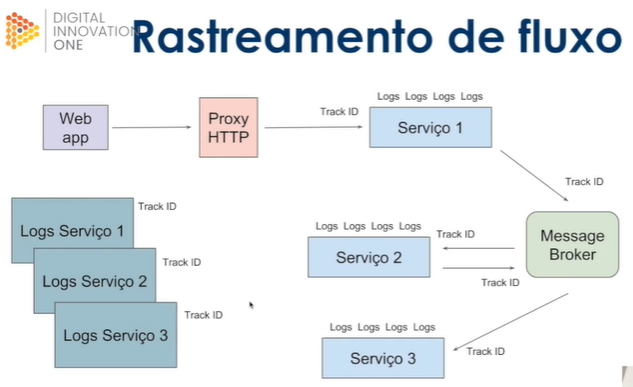 DIGITAL
INNOVATION
ONE
Rastreamento de fluxo
Web
app
Proxy
HTTP
Track ID
Logs Logs Logs Logs
Serviço 1
Track ID
Message
Broker
Logs Logs Logs Logs
Serviço 2
Track ID
Track ID
Logs Logs Logs Logs
Serviço 3
Track ID
Logs Serviço 1
Track ID
Logs Serviço 2
Track ID
Logs Serviço 3
Track ID